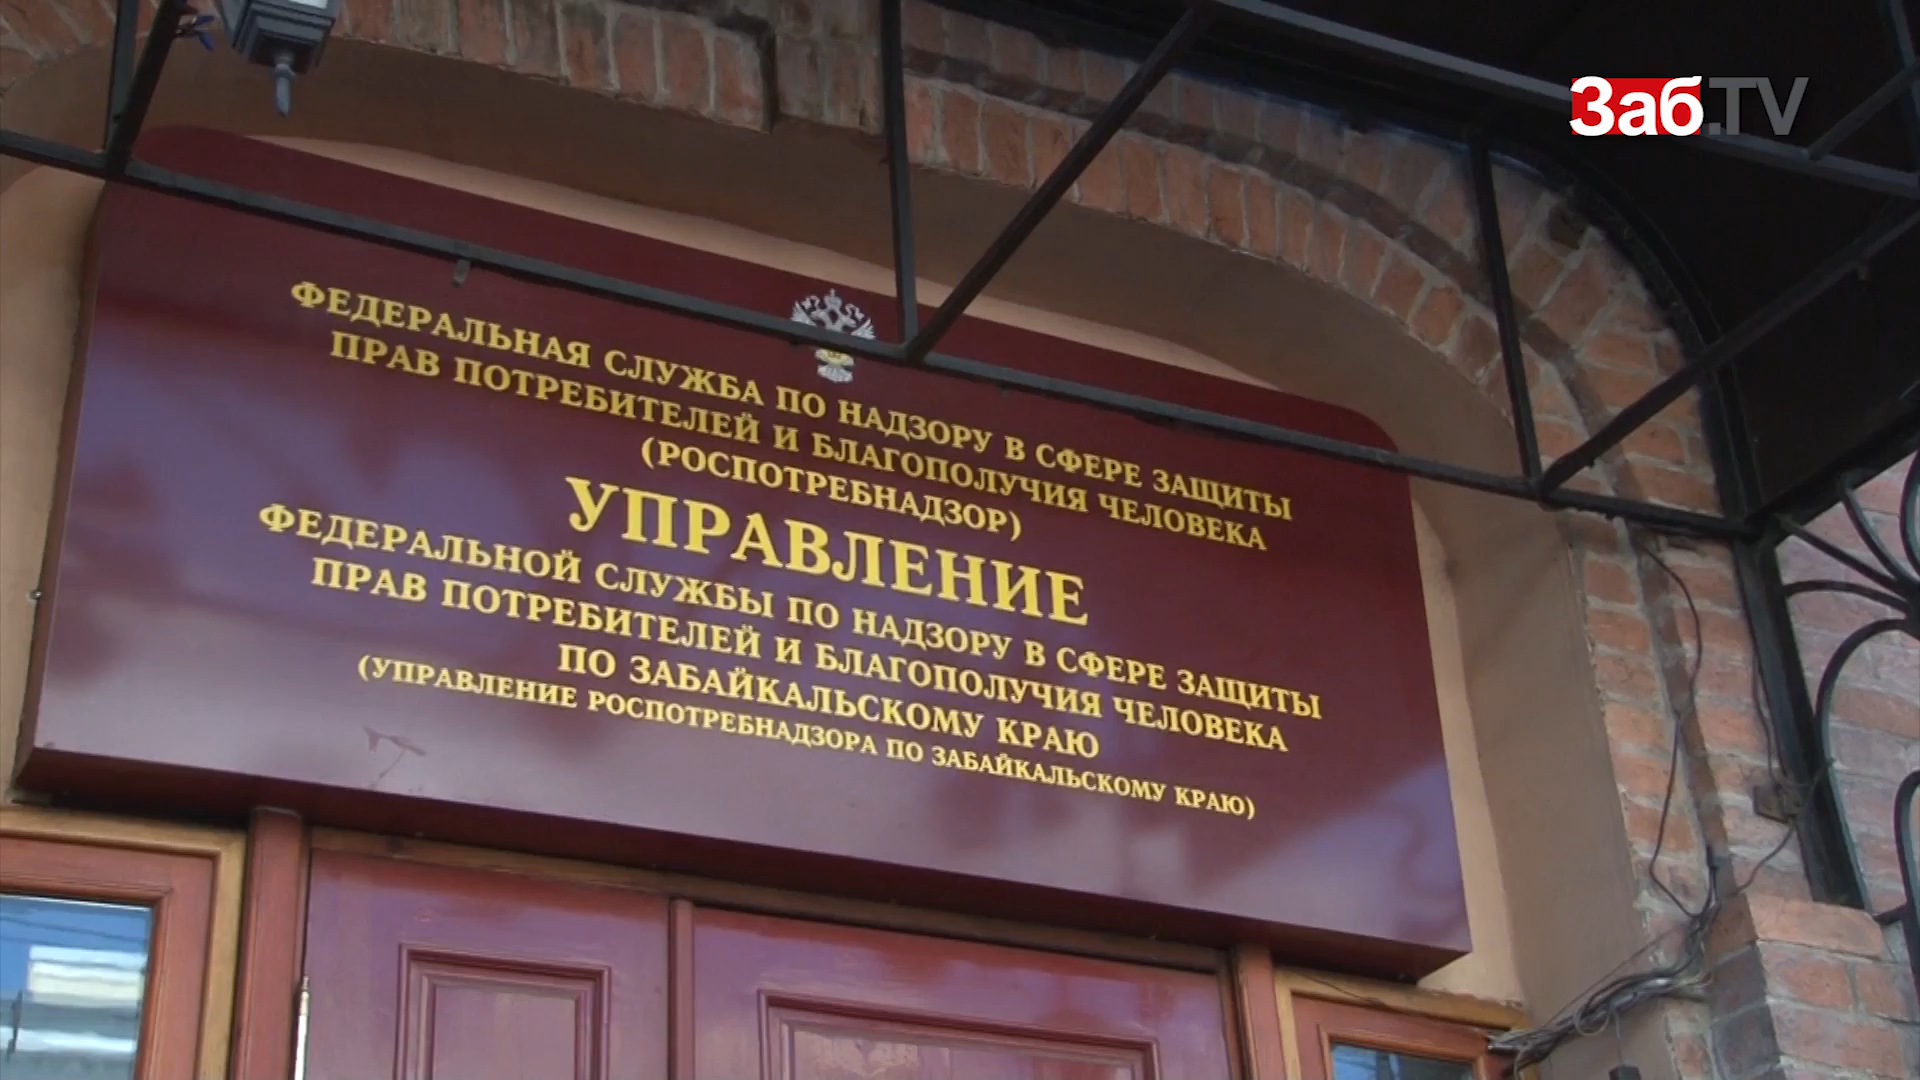 Заб.TV
ФЕДЕРАЛЬНАЯ СЛУЖБА ПО НАДЗОРУ В СФЕРЕ ЗАЩИТЫ
ПРАВ ПОТРЕБИТЕЛЕЙ И БЛАГОПОЛУЧИЯ ЧЕЛОВЕКА
(РОСПОТРЕБНАДЗОР)
УПРАВЛЕНИЕ
ФЕДЕРАЛЬНОЙ СЛУЖБЫ ПО НАДЗОРУ В СФЕРЕ ЗАЩИТЫ
ПРАВ ПОТРЕБИТЕЛЕЙ И БЛАГОПОЛУЧИЯ ЧЕЛОВЕКА
ПО ЗАБАЙКАЛЬСКОМУ КРАЮ
(УПРАВЛЕНИЕ РОСПОТРЕБНАДЗОРА ПО ЗАБАЙКАЛЬСКОМУ КРАЮ)